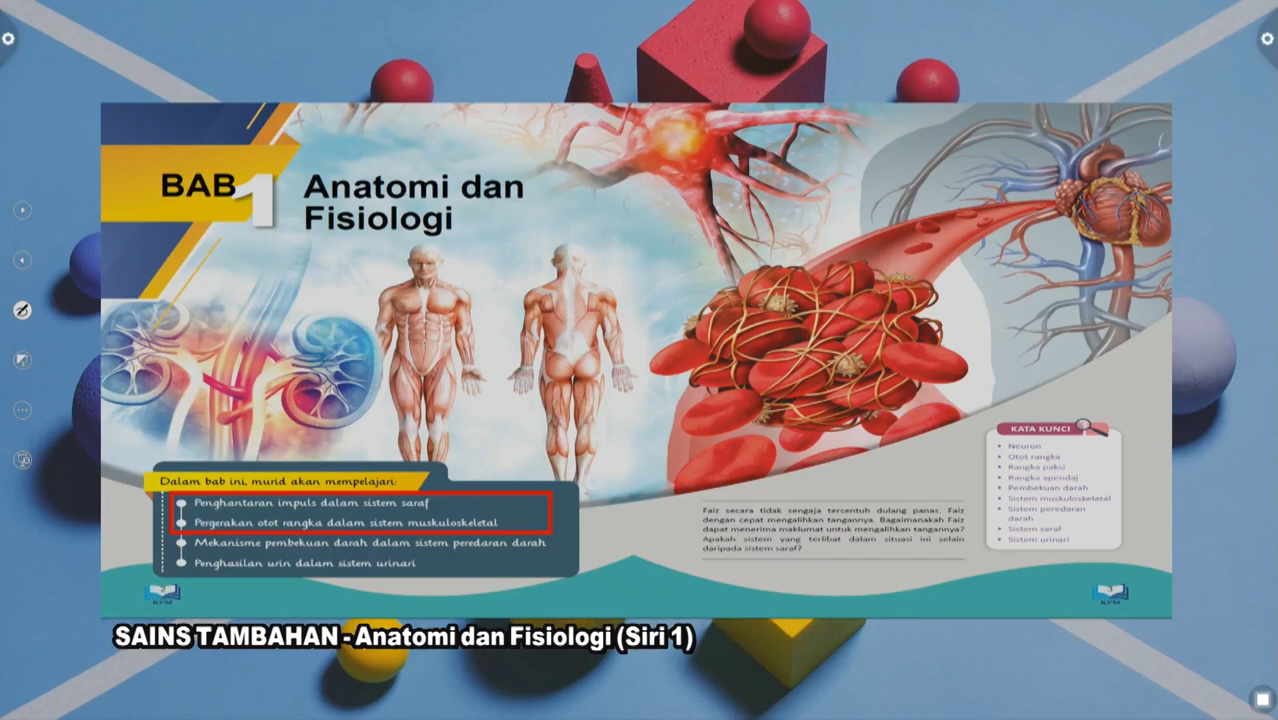 BAB 1
Anatomi dan
Fisiologi
Dalam bab ini, murid akan mempelajari:
Penghantaran impuls dalam sistem saraf
Pergerakan otot rangka dalam sistem muskuloskeletal
Mekanisme pembekuan darah dalam sistem peredaran darah
Penghasilan urin dalam sistem urinari
Faiz secara tidak sengaja tersentuh dulang panas. Faiz
dengan cepat mengalihkan tangannya. Bagaimanakah Faiz
dapat menerima maklumat untuk mengalihkan tangannya?
Apakah sistem yang terlibat dalam situasi ini selain
daripada sistem saraf?
KATA KUNCI
• Neuron
• Otot rangka
• Rangka paksi
• Rangka apendaj
• Pembekuan darah
• Sistem muskuloskeletal
• Sistem peredaran
darah
• Sistem saraf
• Sistem urinari
2
KPM
3
KPM
SAINS TAMBAHAN - Anatomi dan Fisiologi (Siri 1)